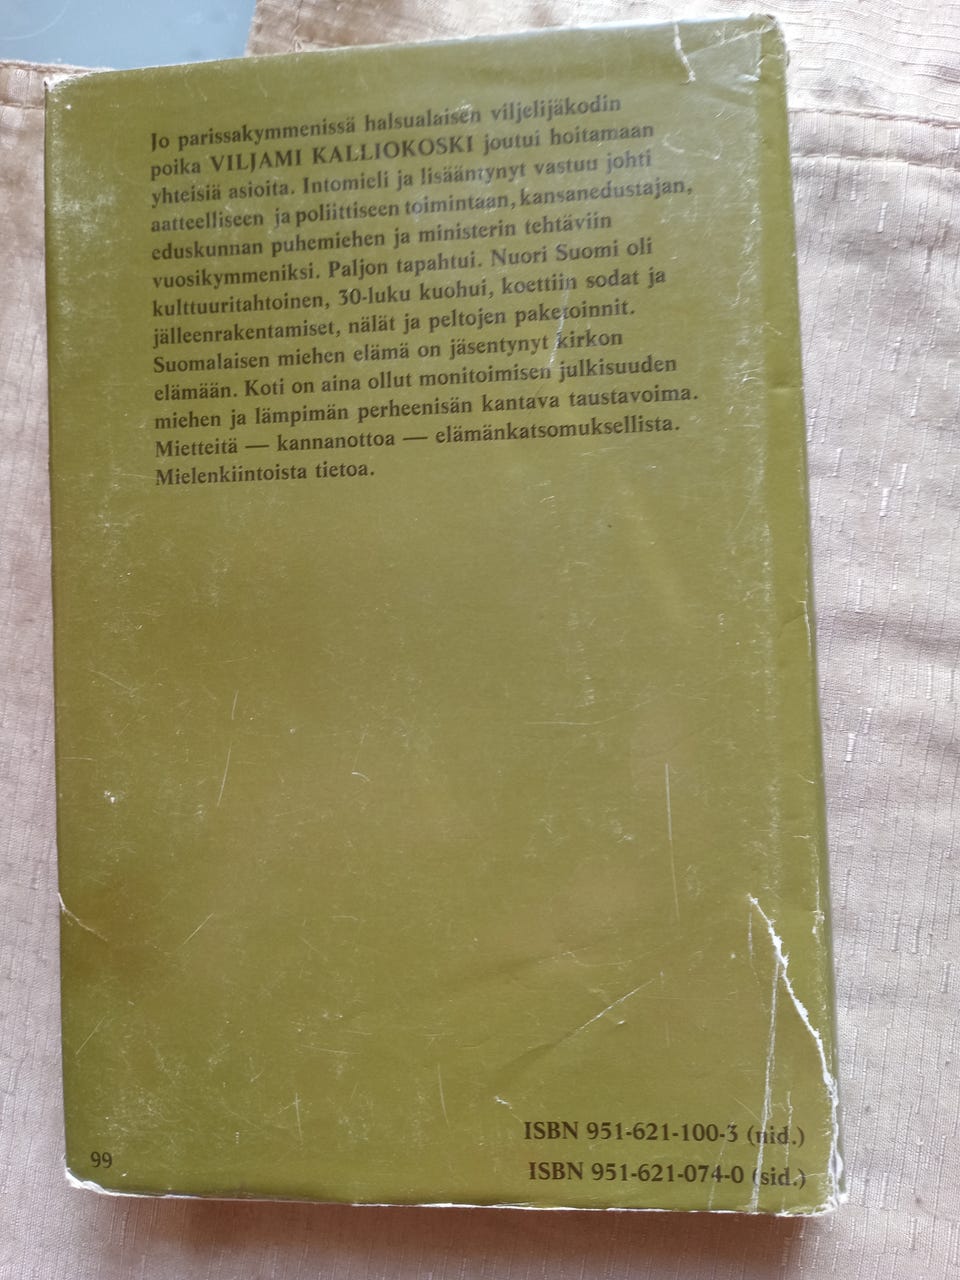 Jo parissakymmenissä halsualaisen viljelijäkodin
poika VILJAMI KALLIOKOSKI joutui hoitamaan
yhteisiä asioita. Intomieli ja lisääntynyt vastuu johti
aatteelliseen ja poliittiseen toimintaan, kansanedustajan,
eduskunnan puhemiehen ja ministerin tehtäviin
vuosikymmeniksi. Paljon tapahtui. Nuori Suomi oli
kulttuuritahtoinen, 30-luku kuohui, koettiin sodat ja
jälleenrakentamiset, nälät ja peltojen paketoinnit.
Suomalaisen miehen elämä on jäsentynyt kirkon
elämään. Koti on aina ollut monitoimisen julkisuuden
miehen ja lämpimän perheenisän kantava taustavoima.
Mietteitä — kannanottoa — elämänkatsomuksellista.
Mielenkiintoista tietoa.
ISBN 951-621-100-3 (nid.)
ISBN 951-621-074-0 (sid.)
99